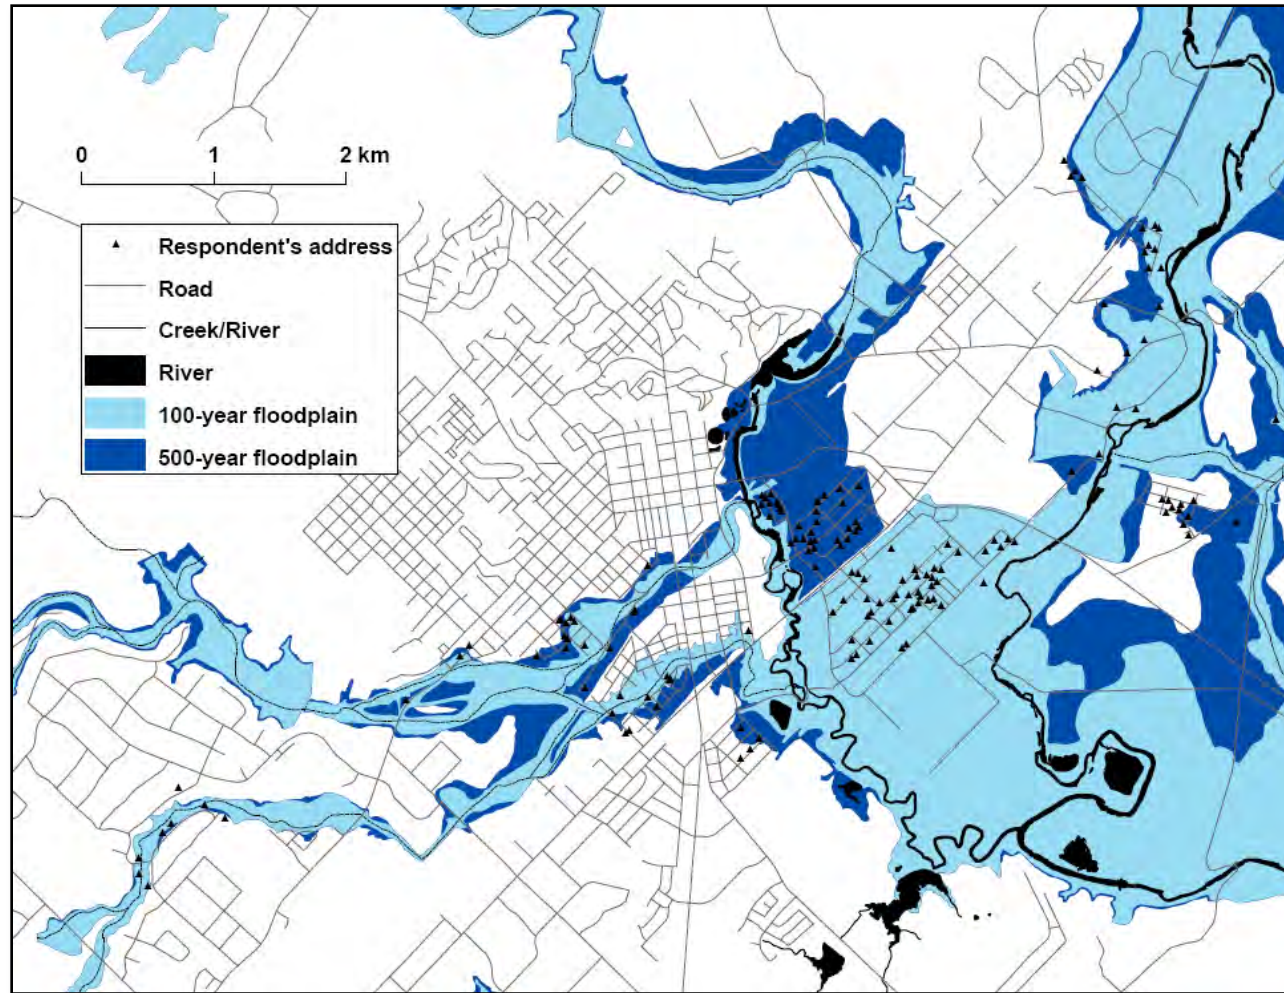 0 1 2 km
Respondent's address
Road
Creek/River
River
100-year floodplain
500-year floodplain